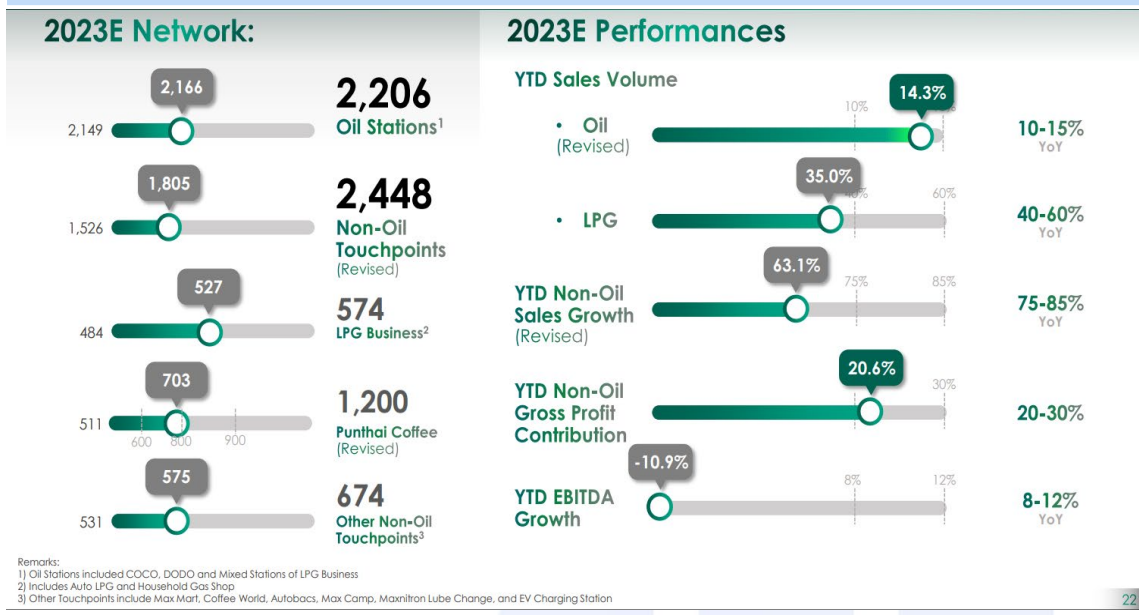 2023E Network:
2,166
2,149
2,206
Oil Stations1
1,805
1,526
2,448
Non-Oil
Touchpoints
(Revised)
527
484
574
LPG Business2
703
511
600
800
900
1,200
Punthai Coffee
(Revised)
575
531
674
Other Non-Oil
Touchpoints3
2023E Performances
YTD Sales Volume
• Oil
(Revised)
10%
14.3%
10-15%
YoY
• LPG
35.0%
60%
40-60%
YoY
YTD Non-Oil
Sales Growth
(Revised)
63.1%
75%
85%
75-85%
YoY
YTD Non-Oil
Gross Profit
Contribution
20.6%
30%
20-30%
YTD EBITDA
Growth
-10.9%
8%
12%
8-12%
YoY
Remarks:
1) Oil Stations included COCO, DODO and Mixed Stations of LPG Business
2) Includes Auto LPG and Household Gas Shop
3) Other Touchpoints include Max Mart, Coffee World, Autobacs, Max Camp, Maxnitron Lube Change, and EV Charging Station
22